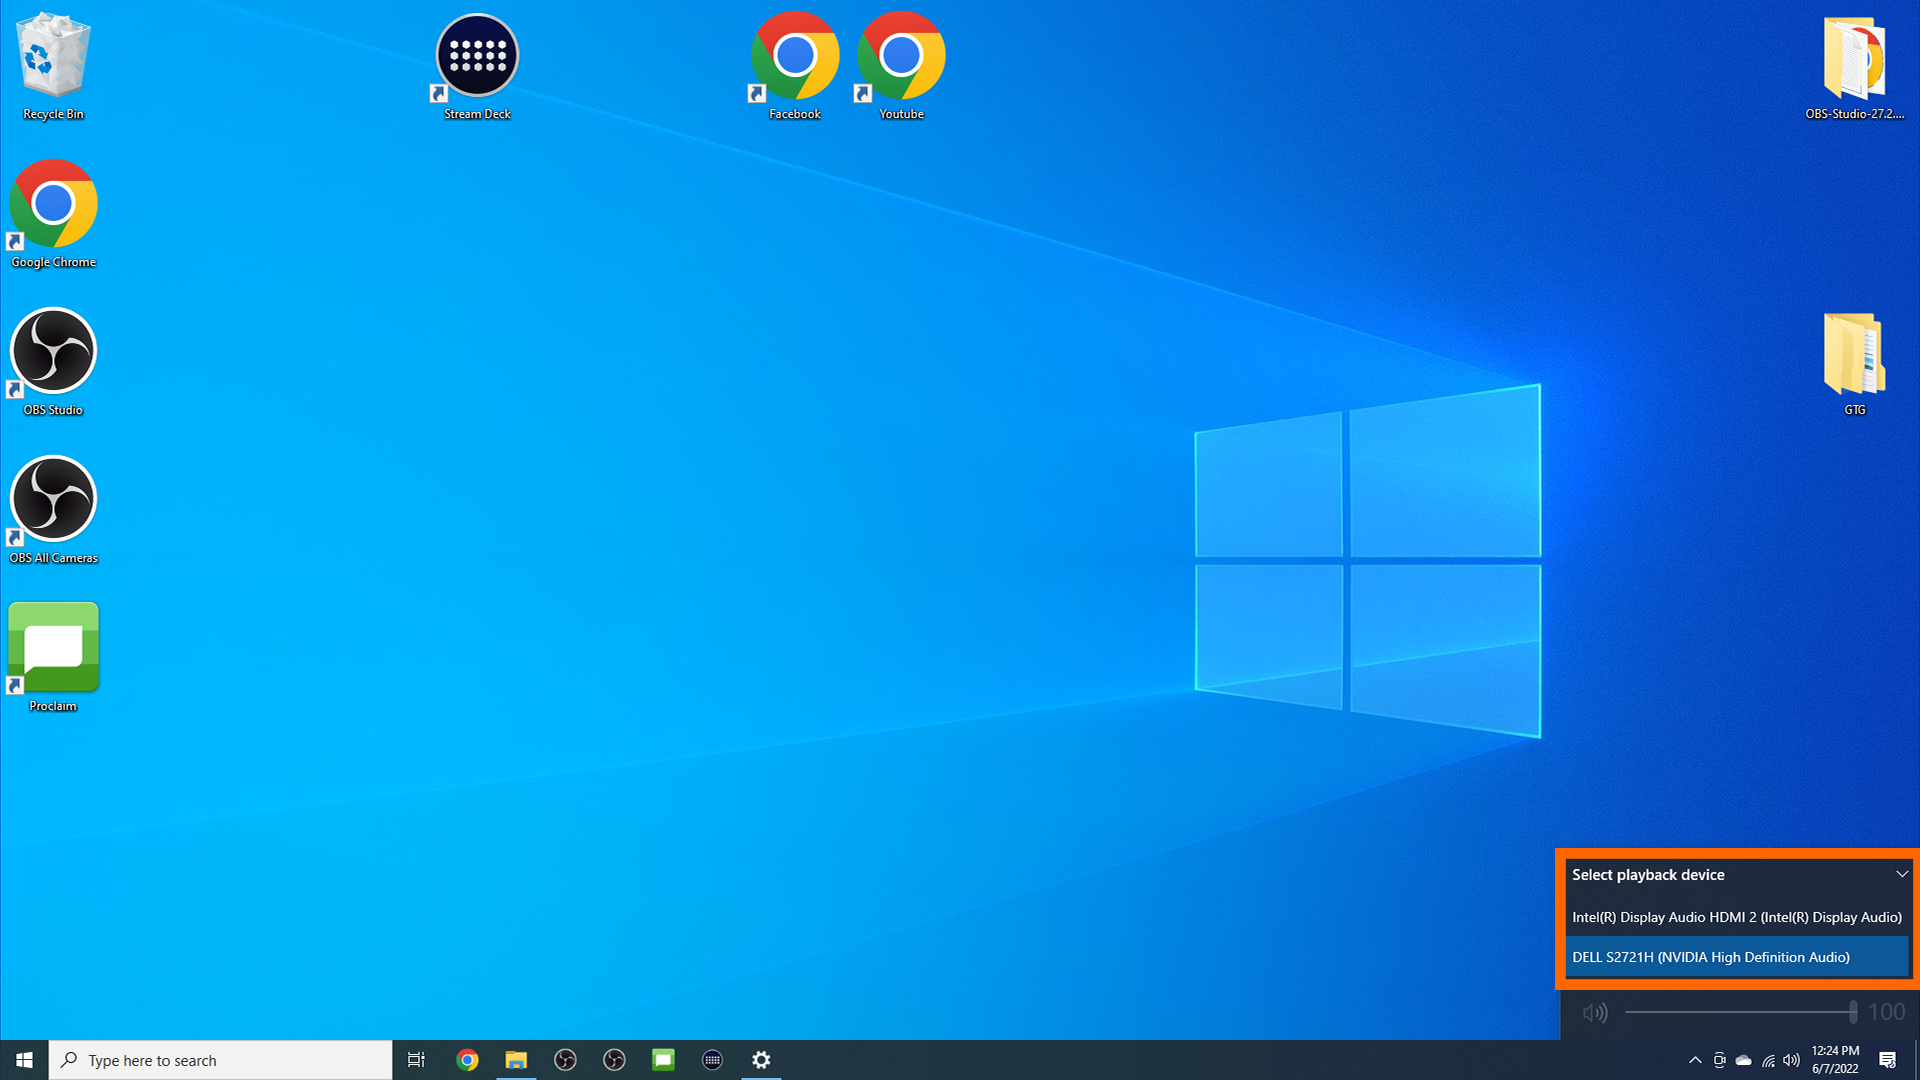 Recycle Bin
Stream Deck
Facebook
Youtube
OBS-Studio-27.2....
Google Chrome
OBS Studio
GTG
OBS All Cameras
Proclaim
Select playback device
Intel(R) Display Audio HDMI 2 (Intel(R) Display Audio)
DELL S2721H (NVIDIA High Definition Audio)
100
Type here to search
12:24 PM
6/7/2022